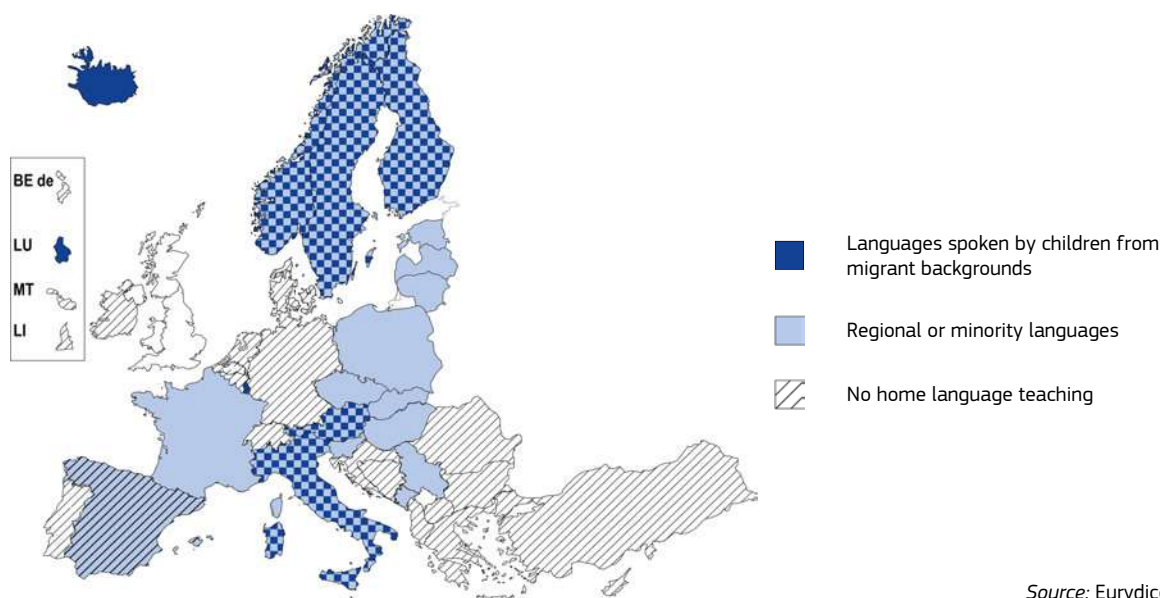 BE de
LU
MT
LI
Languages spoken by children from
migrant backgrounds
Regional or minority languages
No home language teaching
Source: Eurydice